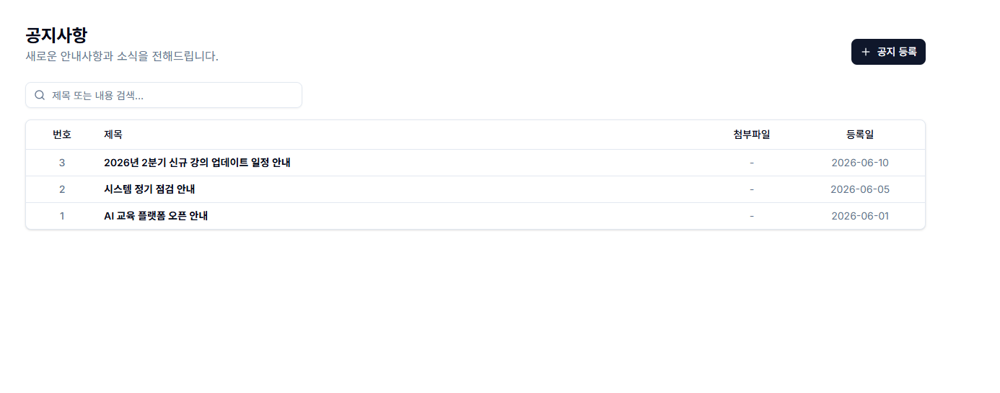 공지사항
새로운 안내사항과 소식을 전해드립니다.
+ 공지 등록
제목 또는 내용 검색...
번호 제목 첨부파일 등록일
3 2026년 2분기 신규 강의 업데이트 일정 안내 - 2026-06-10
2 시스템 정기 점검 안내 - 2026-06-05
1 AI 교육 플랫폼 오픈 안내 - 2026-06-01